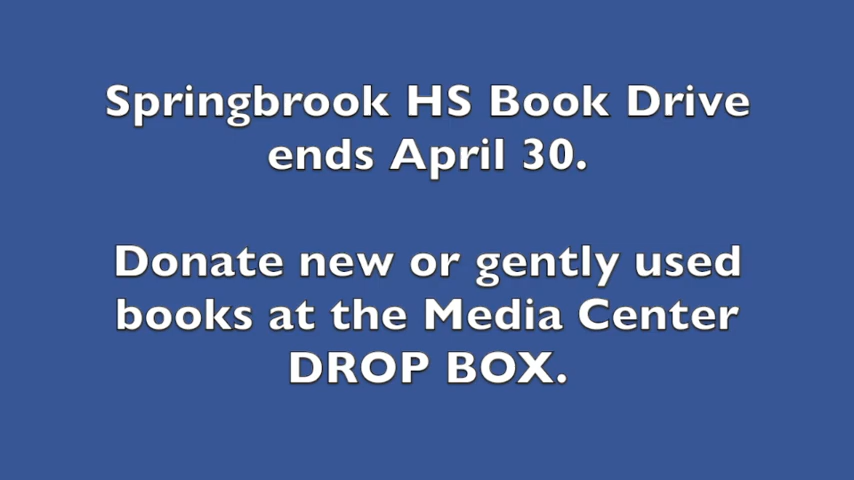 Springbrook HS Book Drive
ends April 30.
Donate new or gently used
books at the Media Center
DROP BOX.